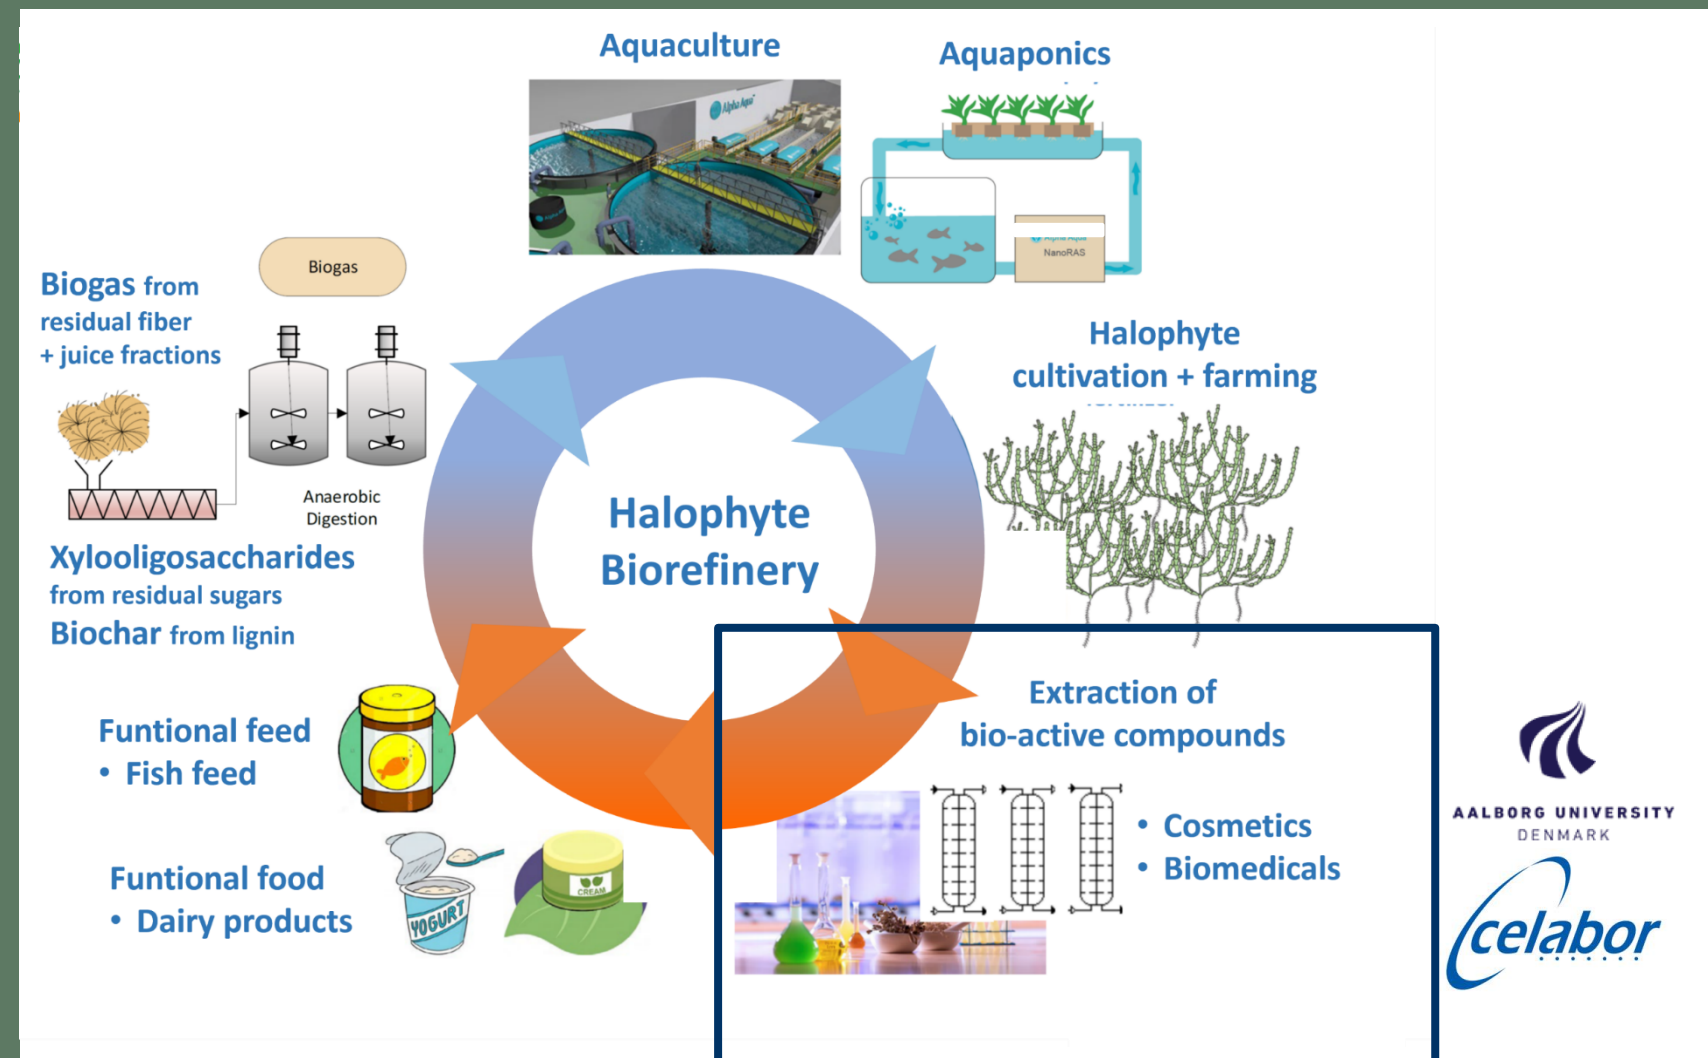 Aquaculture
Alpha Aqua
Aquaponics
NanoRAS
Biogas
Biogas from
residual fiber
+ juice fractions
Anaerobic
Digestion
Halophyte
cultivation + farming
Halophyte
Biorefinery
Xylooligosaccharides
from residual sugars
Biochar from lignin
Extraction of
bio-active compounds
• Cosmetics
• Biomedicals
Funtional feed
• Fish feed
Funtional food
• Dairy products
YOGURT
CREAM
AALBORG UNIVERSITY
DENMARK
celabor